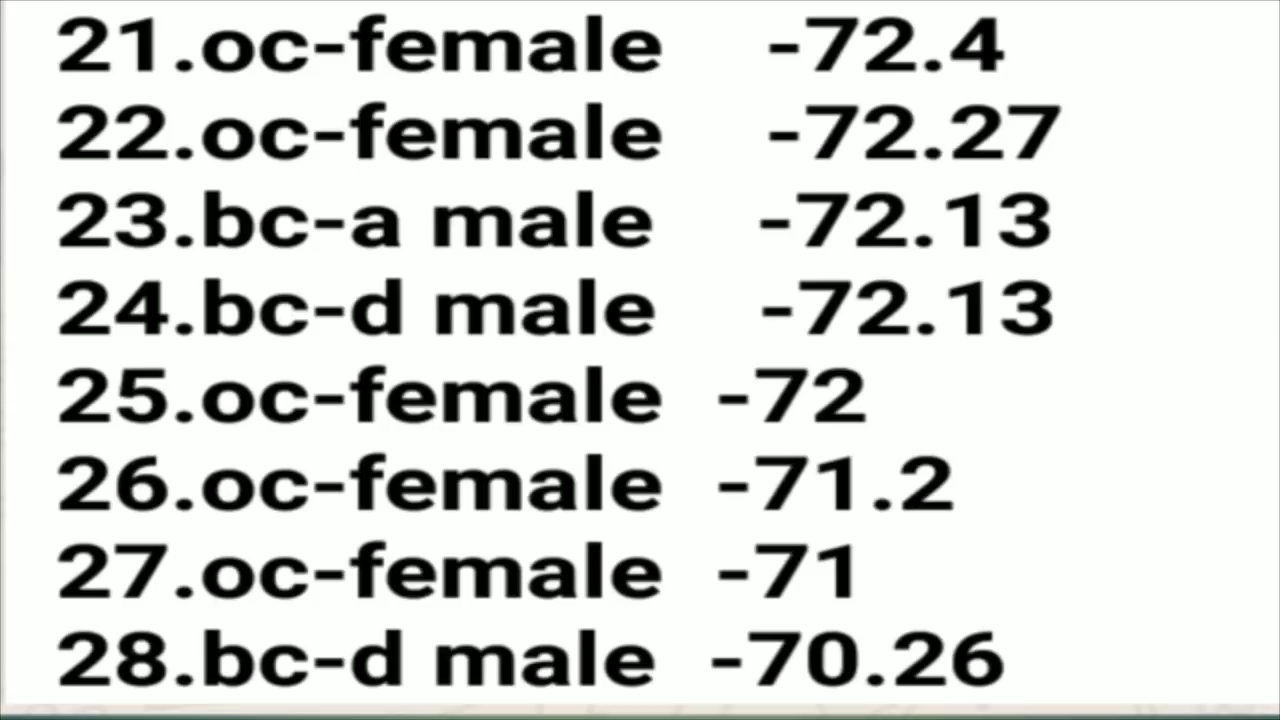 21.oc-female -72.4
22.oc-female -72.27
23.bc-a male -72.13
24.bc-d male -72.13
25.oc-female -72
26.oc-female -71.2
27.oc-female -71
28.bc-d male -70.26